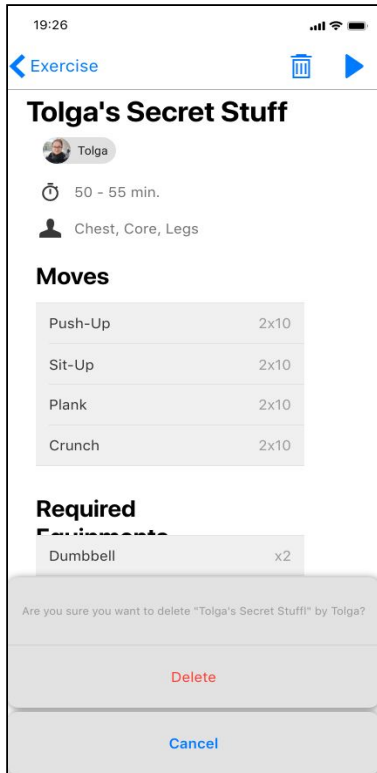 19:26
Exercise
Tolga's Secret Stuff
Tolga
50 - 55 min.
Chest, Core, Legs
Moves
Push-Up 2x10
Sit-Up 2x10
Plank 2x10
Crunch 2x10
Required
Equipments
Dumbbell x2
Are you sure you want to delete "Tolga's Secret Stuffl" by Tolga?
Delete
Cancel